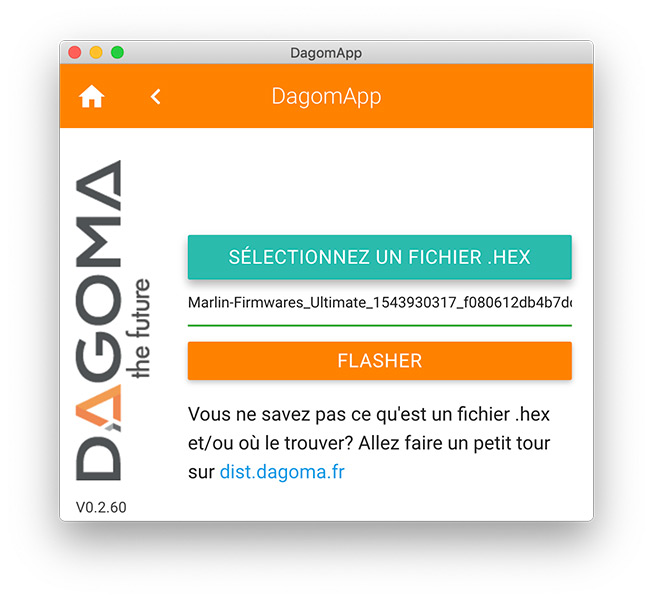 DagomApp
DagomApp
DAGOMA
the future
SÉLECTIONNEZ UN FICHIER .HEX
Marlin-Firmwares_Ultimate_1543930317_f080612db4b7dc
FLASHER
Vous ne savez pas ce qu'est un fichier .hex
et/ou où le trouver? Allez faire un petit tour
sur dist.dagoma.fr
V0.2.60